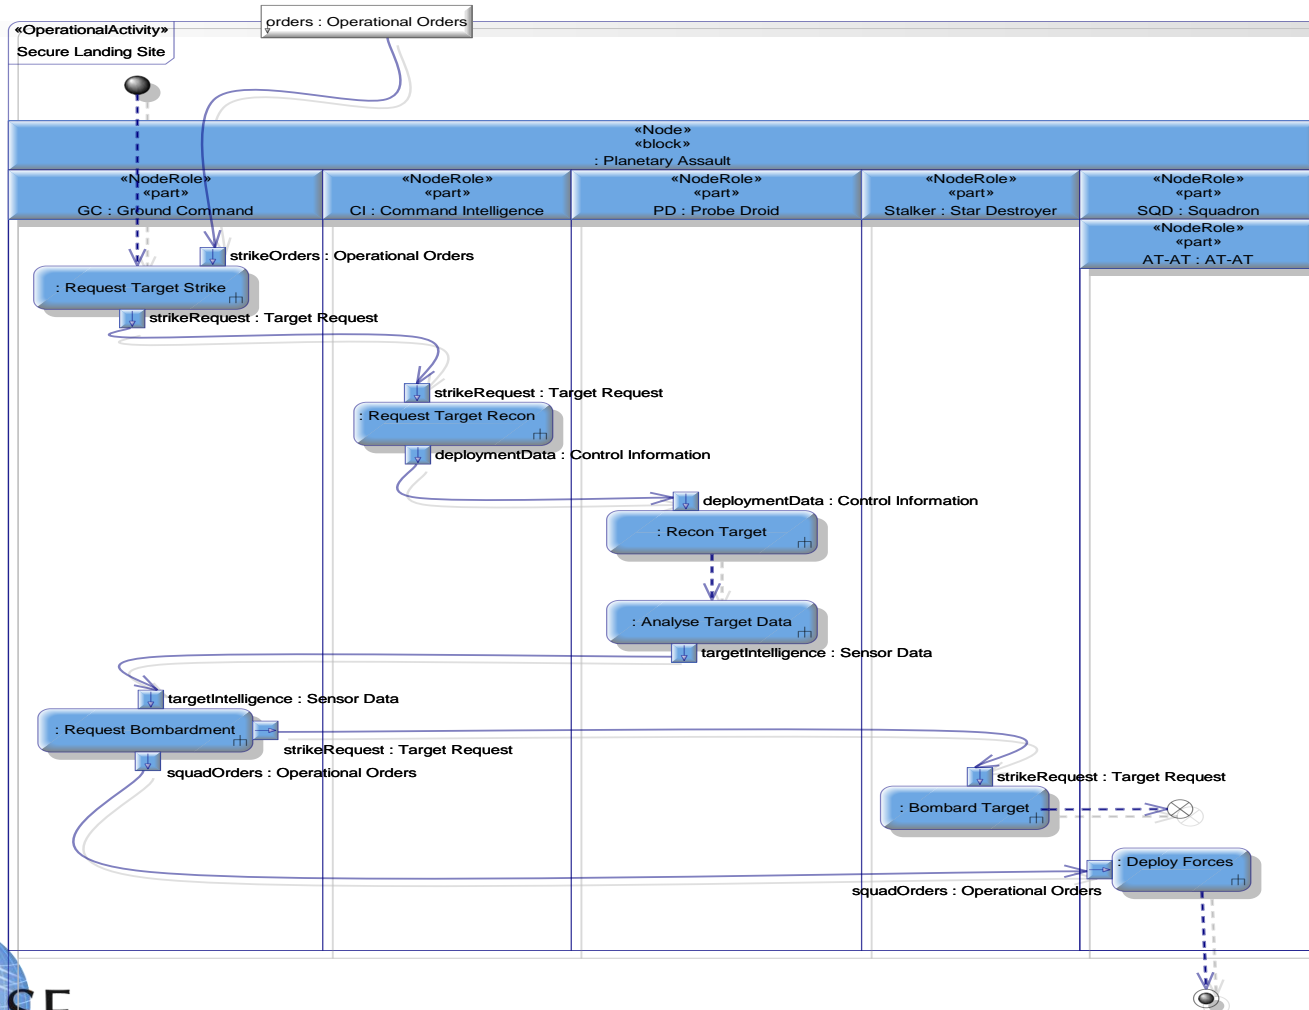 orders : Operational Orders
«OperationalActivity»
Secure Landing Site
«Node»
«block»
: Planetary Assault
«NodeRole»
«part»
GC : Ground Command
«NodeRole»
«part»
CI : Command Intelligence
«NodeRole»
«part»
PD : Probe Droid
«NodeRole»
«part»
Stalker : Star Destroyer
«NodeRole»
«part»
SQD : Squadron
«NodeRole»
«part»
AT-AT : AT-AT
strikeOrders : Operational Orders
: Request Target Strike
strikeRequest : Target Request
strikeRequest : Target Request
: Request Target Recon
deploymentData : Control Information
deploymentData : Control Information
: Recon Target
: Analyse Target Data
targetIntelligence : Sensor Data
targetIntelligence : Sensor Data
: Request Bombardment
strikeRequest : Target Request
squadOrders : Operational Orders
strikeRequest : Target Request
: Bombard Target
: Deploy Forces
squadOrders : Operational Orders